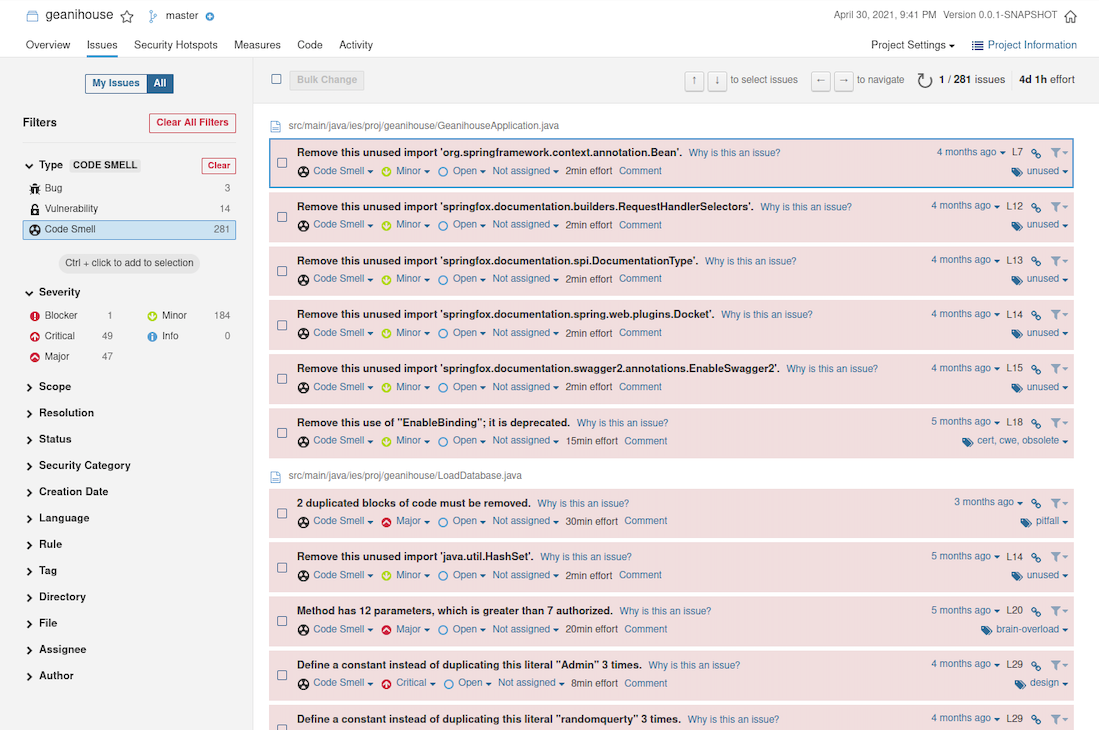 geanihouse master April 30, 2021, 9:41 PM Version 0.0.1-SNAPSHOT
Overview Issues Security Hotspots Measures Code Activity Project Settings Project Information
My Issues All
Bulk Change ↑ ↓ to select issues ← → to navigate 1 / 281 issues 4d 1h effort
Filters Clear All Filters
Type CODE SMELL Clear
Bug 3
Vulnerability 14
Code Smell 281
Ctrl + click to add to selection
Severity
Blocker 1 Minor 184
Critical 49 Info 0
Major 47
Scope
Resolution
Status
Security Category
Creation Date
Language
Rule
Tag
Directory
File
Assignee
Author
src/main/java/ies/proj/geanihouse/GeanihouseApplication.java
Remove this unused import 'org.springframework.context.annotation.Bean'. Why is this an issue? 4 months ago L7
Code Smell Minor Open Not assigned 2min effort Comment unused
Remove this unused import 'springfox.documentation.builders.RequestHandlerSelectors'. Why is this an issue? 4 months ago L12
Code Smell Minor Open Not assigned 2min effort Comment unused
Remove this unused import 'springfox.documentation.spi.DocumentationType'. Why is this an issue? 4 months ago L13
Code Smell Minor Open Not assigned 2min effort Comment unused
Remove this unused import 'springfox.documentation.spring.web.plugins.Docket'. Why is this an issue? 4 months ago L14
Code Smell Minor Open Not assigned 2min effort Comment unused
Remove this unused import 'springfox.documentation.swagger2.annotations.EnableSwagger2'. Why is this an issue? 4 months ago L15
Code Smell Minor Open Not assigned 2min effort Comment unused
Remove this use of "EnableBinding"; it is deprecated. Why is this an issue? 5 months ago L18
Code Smell Minor Open Not assigned 15min effort Comment cert, cwe, obsolete
src/main/java/ies/proj/geanihouse/LoadDatabase.java
2 duplicated blocks of code must be removed. Why is this an issue? 3 months ago
Code Smell Major Open Not assigned 30min effort Comment pitfall
Remove this unused import 'java.util.HashSet'. Why is this an issue? 5 months ago L14
Code Smell Minor Open Not assigned 2min effort Comment unused
Method has 12 parameters, which is greater than 7 authorized. Why is this an issue? 5 months ago L20
Code Smell Major Open Not assigned 20min effort Comment brain-overload
Define a constant instead of duplicating this literal "Admin" 3 times. Why is this an issue? 4 months ago L29
Code Smell Critical Open Not assigned 8min effort Comment design
Define a constant instead of duplicating this literal "randomquerty" 3 times. Why is this an issue? 4 months ago L29